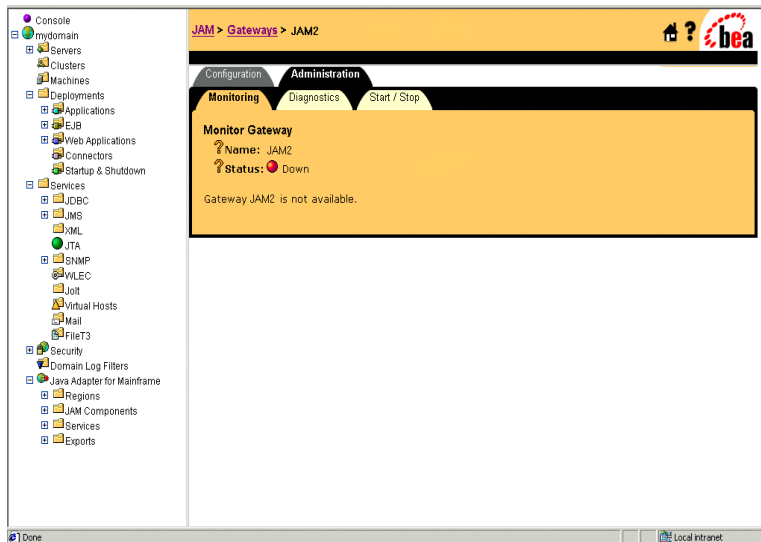 Console
mydomain
Servers
Clusters
Machines
Deployments
Applications
EJB
Web Applications
Connectors
Startup & Shutdown
Services
JDBC
JMS
XML
JTA
SNMP
WLEC
Jolt
Virtual Hosts
Mail
FileT3
Security
Domain Log Filters
Java Adapter for Mainframe
Regions
JAM Components
Services
Exports
JAM > Gateways > JAM2
? bea
Configuration Administration
Monitoring Diagnostics Start / Stop
Monitor Gateway
? Name: JAM2
? Status: Down
Gateway JAM2 is not available.
Done Local intranet